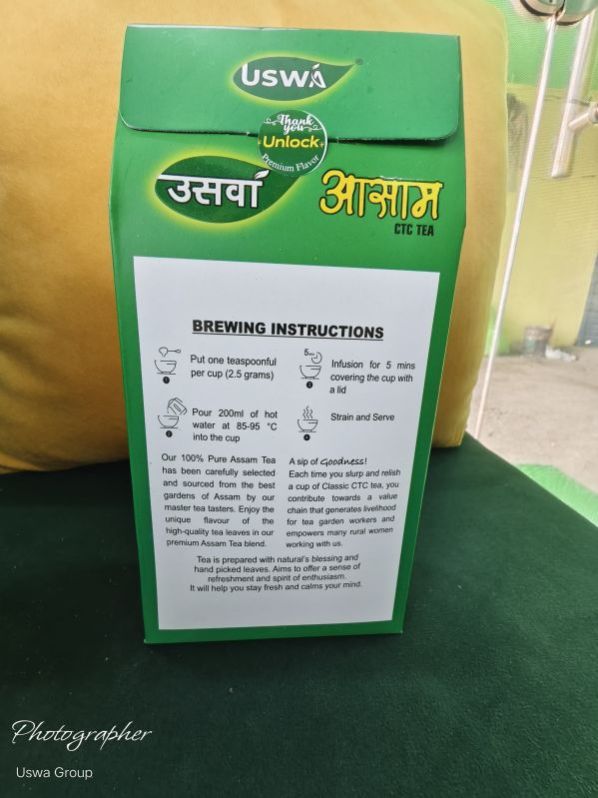 USWA
Thank
you
Unlock
Premium Flavor
उसवा
आसाम
CTC TEA
BREWING INSTRUCTIONS
Put one teaspoonful
per cup (2.5 grams)
1
Pour 200ml of hot
water at 85-95 °C
into the cup
2
5
Infusion for 5 mins
covering the cup with
a lid
3
Strain and Serve
4
Our 100% Pure Assam Tea
has been carefully selected
and sourced from the best
gardens of Assam by our
master tea tasters. Enjoy the
unique flavour of the
high-quality tea leaves in our
premium Assam Tea blend.
A sip of Goodness!
Each time you slurp and relish
a cup of Classic CTC tea, you
contribute towards a value
chain that generates livelihood
for tea garden workers and
empowers many rural women
working with us.
Tea is prepared with natural's blessing and
hand picked leaves. Aims to offer a sense of
refreshment and spirit of enthusiasm.
It will help you stay fresh and calms your mind.
Photographer
Uswa Group